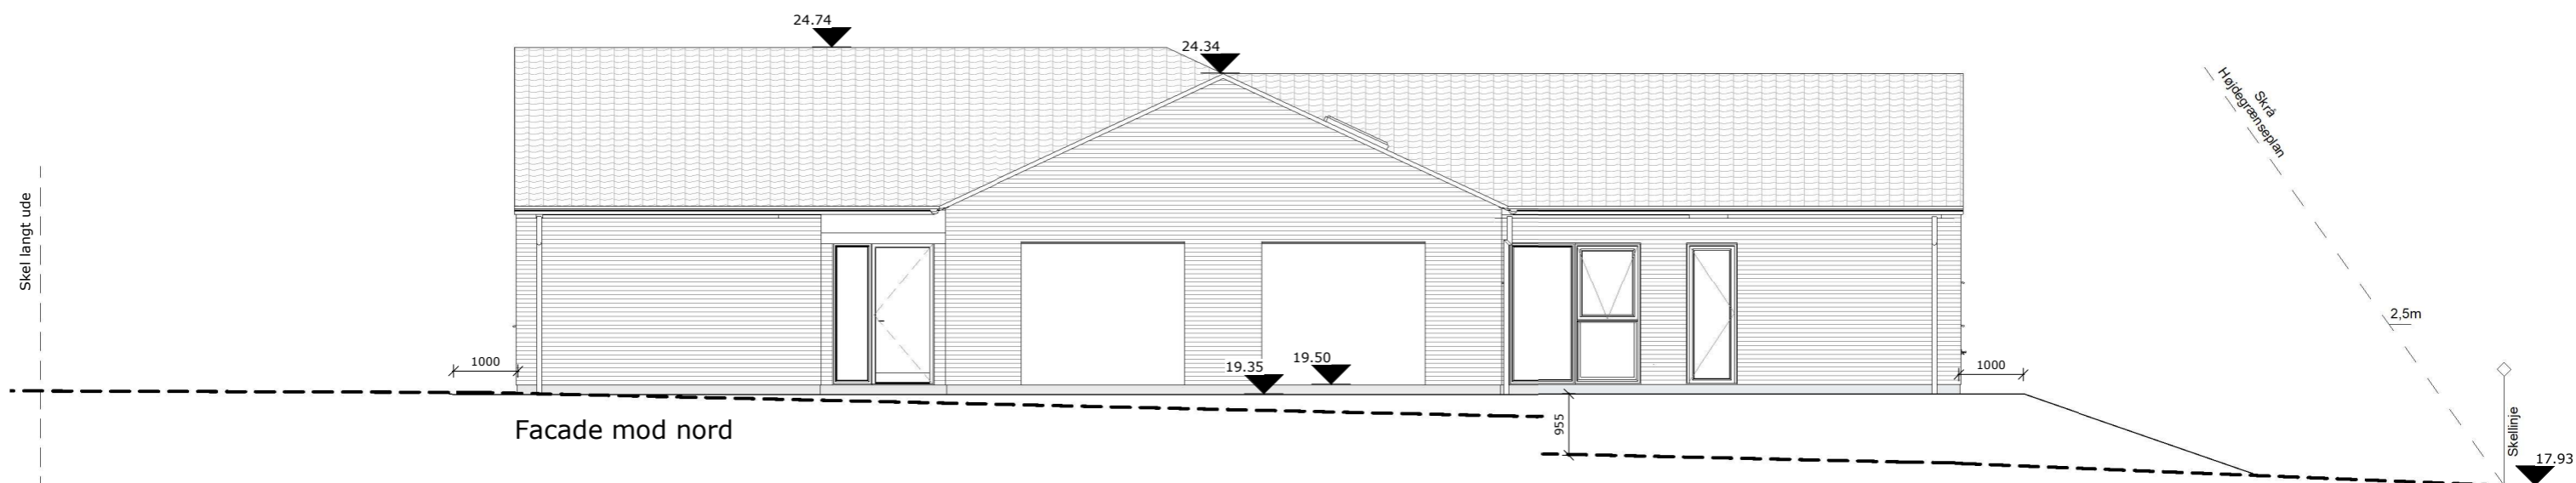 24.74
24.34
Skrå
Højdegrænseplan
Skel langt ude
2,5m
1000
19.35
19.50
1000
955
Facade mod nord
Skellinje
17.93